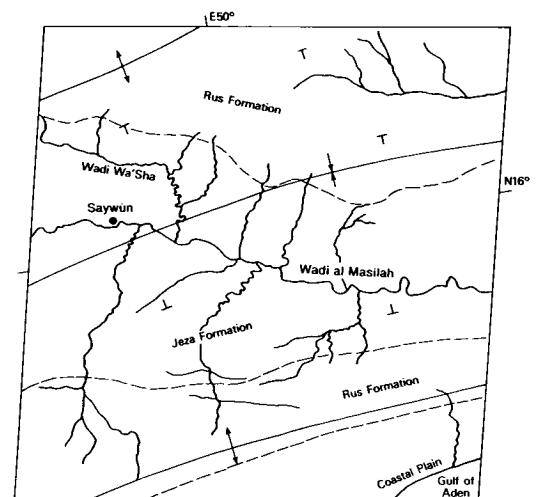 E50°
Rus Formation
Wadi Wa'Sha
N16°
Saywun
Wadi al Masilah
Jeza Formation
Rus Formation
Coastal Plain
Gulf of
Aden